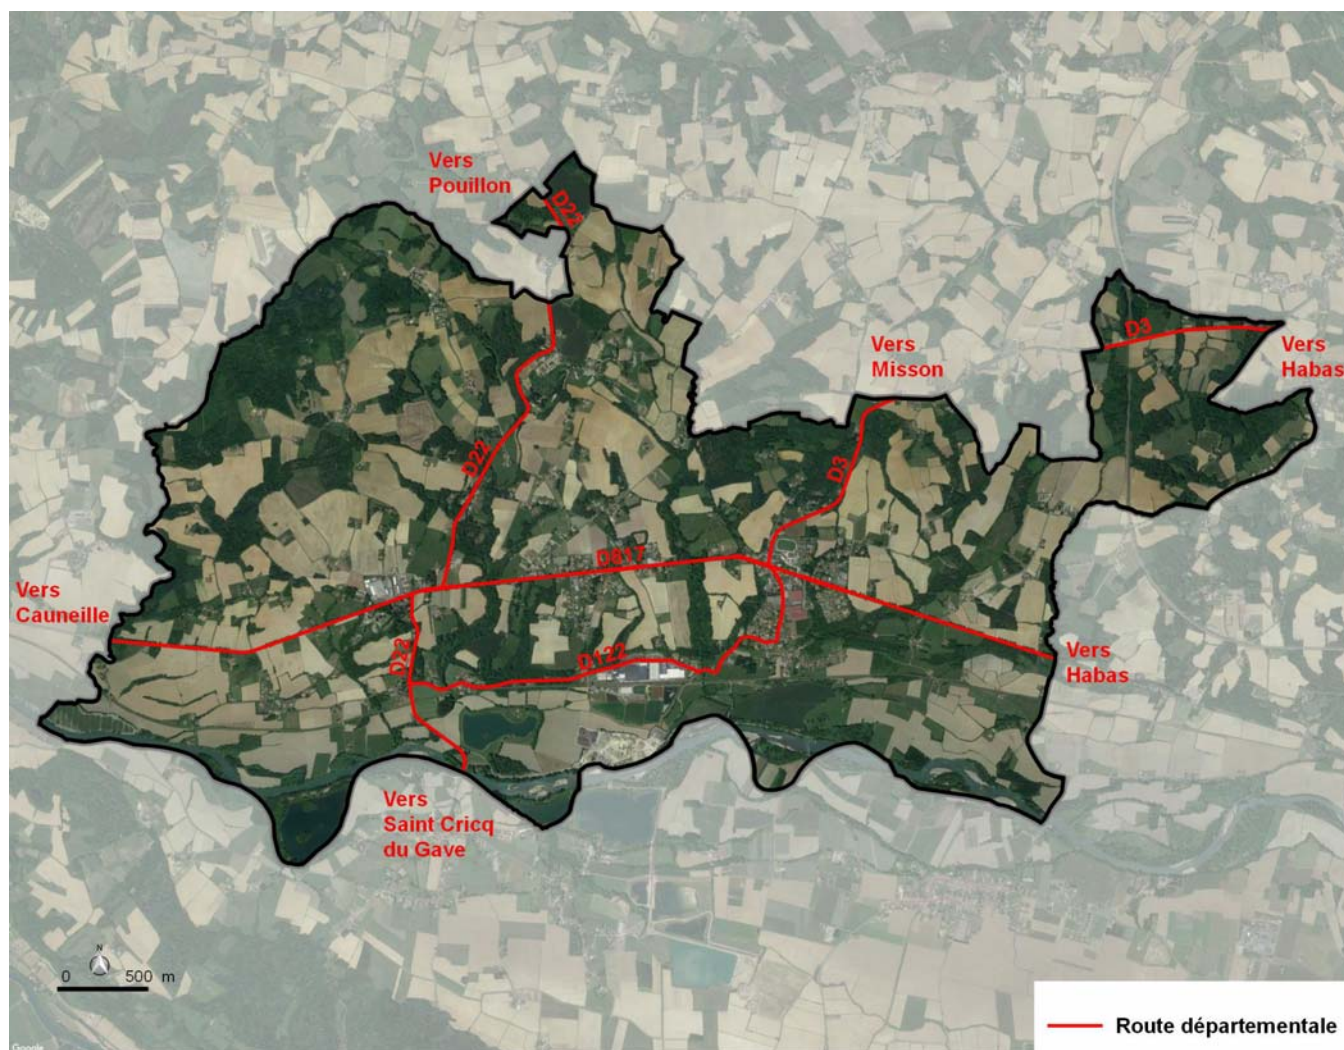 Vers
Pouillon
D22
D3
Vers
Habas
Vers
Misson
D22
D3
D817
Vers
Cauneille
D22
D122
Vers
Habas
Vers
Saint Cricq
du Gave
N
0 500 m
Route départementale
Google